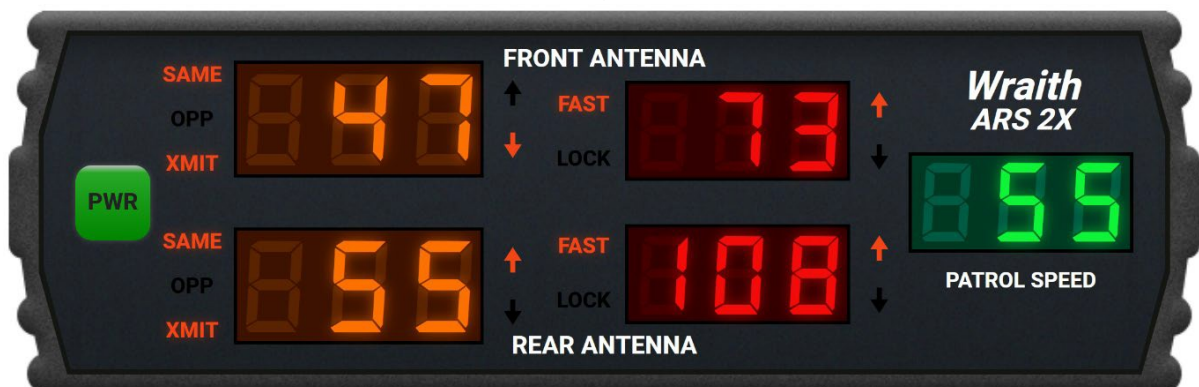 FRONT ANTENNA
SAME
OPP
XMIT
47
FAST
LOCK
73
Wraith
ARS 2X
PWR
55
PATROL SPEED
SAME
OPP
XMIT
55
FAST
LOCK
108
REAR ANTENNA